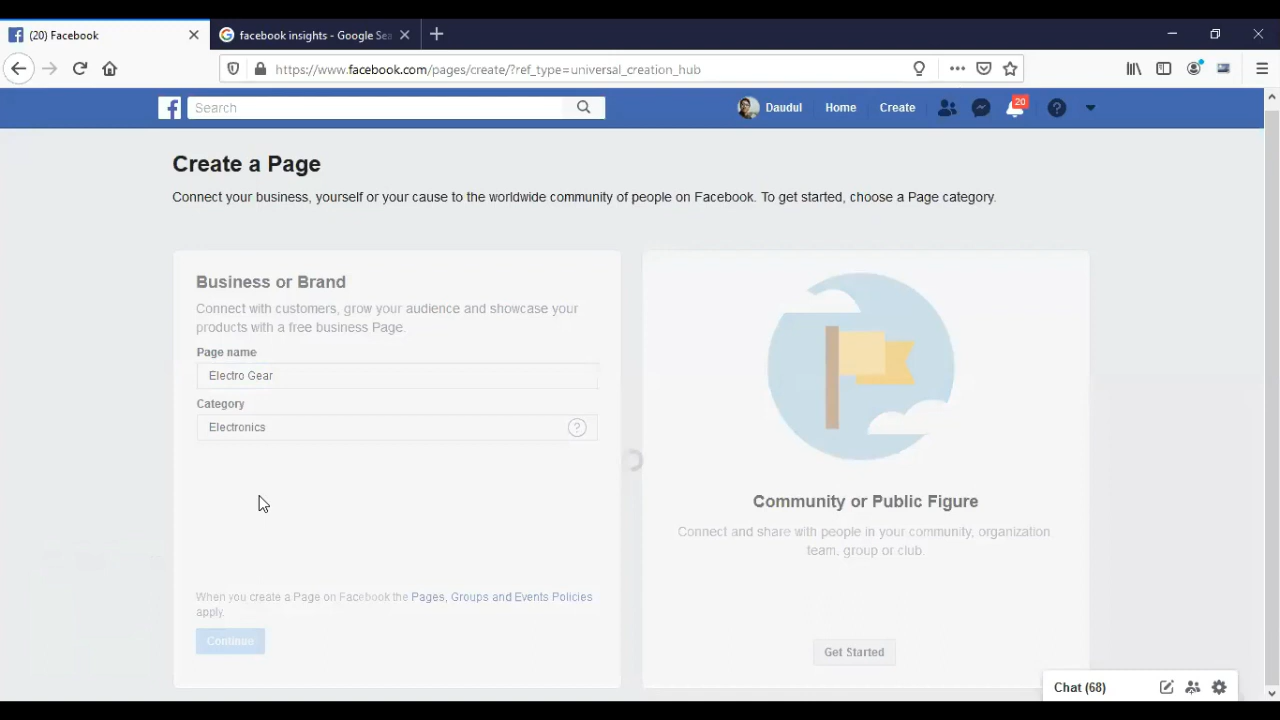 (20) Facebook
facebook insights - Google Sea
https://www.facebook.com/pages/create/?ref_type=universal_creation_hub
Search
Daudul
Home
Create
20
Create a Page
Connect your business, yourself or your cause to the worldwide community of people on Facebook. To get started, choose a Page category.
Business or Brand
Connect with customers, grow your audience and showcase your
products with a free business Page.
Page name
Electro Gear
Category
Electronics
?
When you create a Page on Facebook the Pages, Groups and Events Policies
apply.
Continue
Community or Public Figure
Connect and share with people in your community, organization
team, group or club.
Get Started
Chat (68)